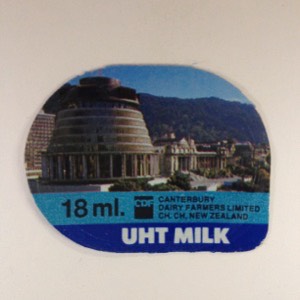 18 ml.
CDF
CANTERBURY
DAIRY FARMERS LIMITED
CH. CH. NEW ZEALAND
UHT MILK